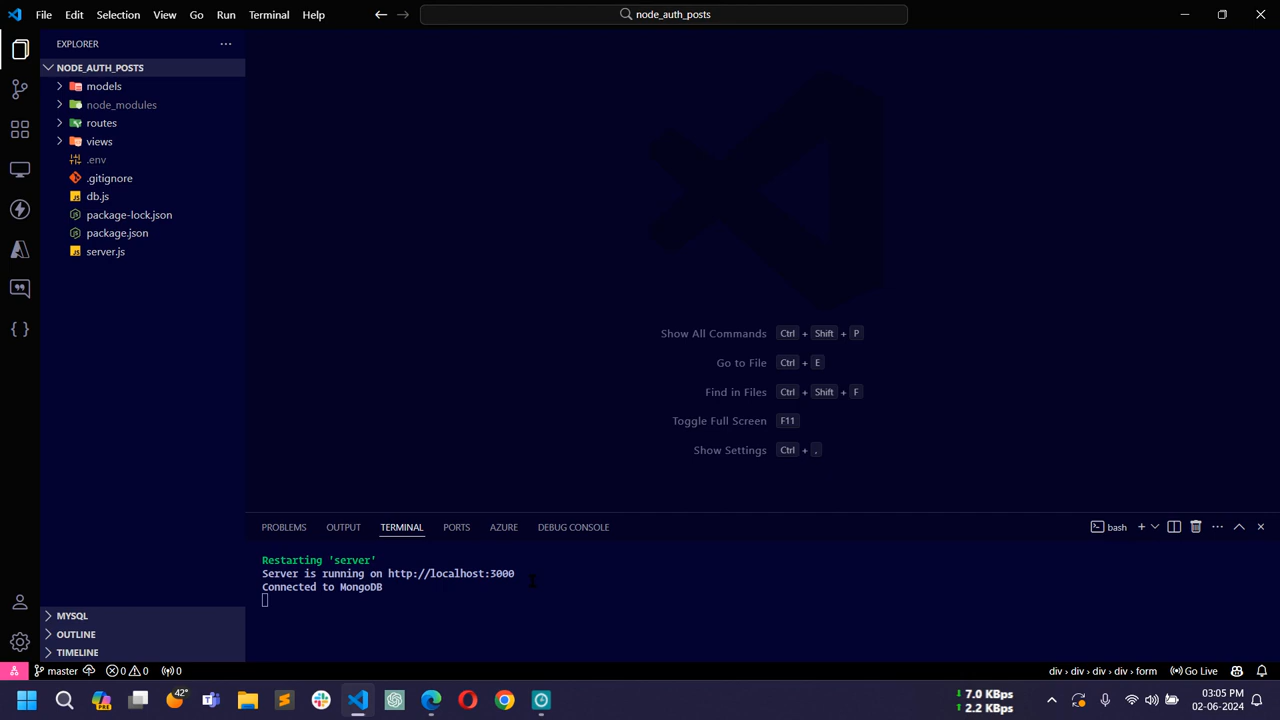 File Edit Selection View Go Run Terminal Help
node_auth_posts
EXPLORER
NODE_AUTH_POSTS
models
node_modules
routes
views
.env
.gitignore
db.js
package-lock.json
package.json
server.js
MYSQL
OUTLINE
TIMELINE
Show All Commands Ctrl + Shift + P
Go to File Ctrl + E
Find in Files Ctrl + Shift + F
Toggle Full Screen F11
Show Settings Ctrl + ,
PROBLEMS OUTPUT TERMINAL PORTS AZURE DEBUG CONSOLE
bash
Restarting 'server'
Server is running on http://localhost:3000
Connected to MongoDB
master 0 0 0
div > div > div > div > form Go Live
42°
PRE
7.0 KBps
2.2 KBps
03:05 PM
02-06-2024